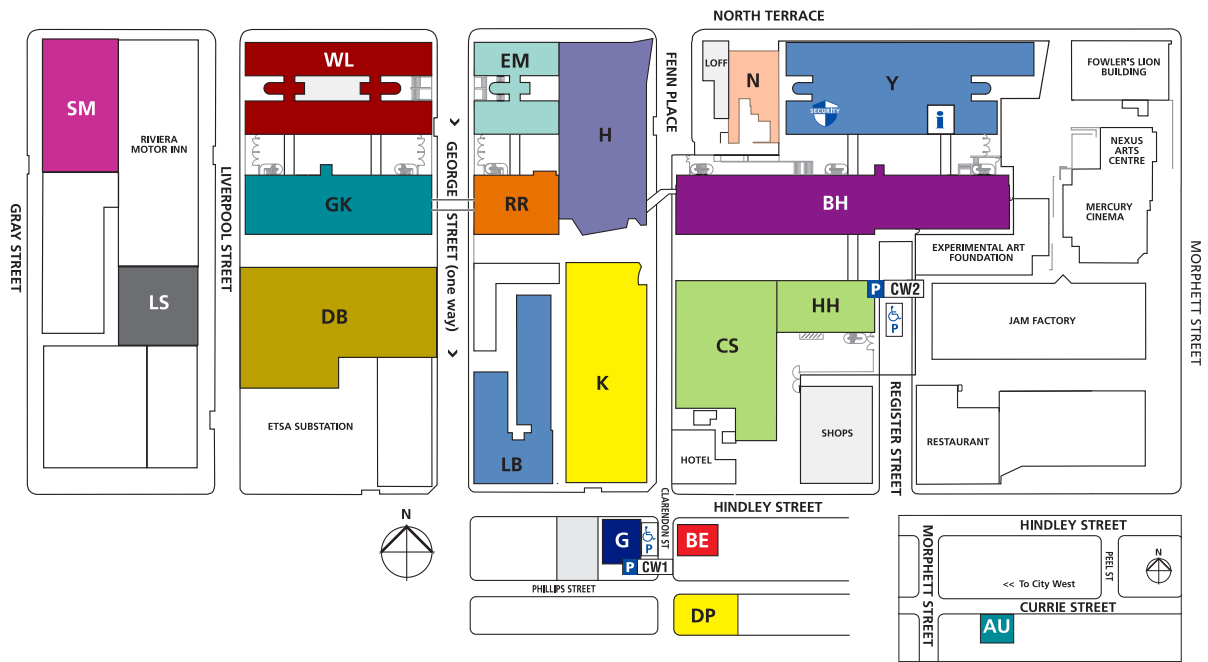 NORTH TERRACE
SM
RIVIERA
MOTOR INN
LS
GRAY STREET
LIVERPOOL STREET
WL
GK
DB
ETSA SUBSTATION
GEORGE STREET (one way)
EM
H
RR
K
LB
FENN PLACE
LOFF
N
Y
SECURITY
i
BH
FOWLER'S LION
BUILDING
NEXUS
ARTS
CENTRE
MERCURY
CINEMA
EXPERIMENTAL ART
FOUNDATION
P CW2
P
HH
CS
JAM FACTORY
MORPHETT STREET
SHOPS
HOTEL
REGISTER STREET
RESTAURANT
HINDLEY STREET
CLARENDON ST
N
G
P
BE
P CW1
PHILLIPS STREET
DP
HINDLEY STREET
MORPHETT STREET
PEEL ST
N
<< To City West
CURRIE STREET
AU